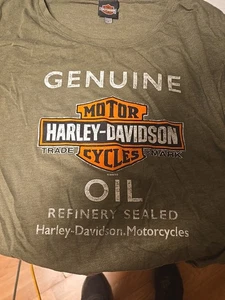 GENUINE
MOTOR
HARLEY-DAVIDSON
TRADE MARK
CYCLES
OIL
REFINERY SEALED
Harley-Davidson Motorcycles